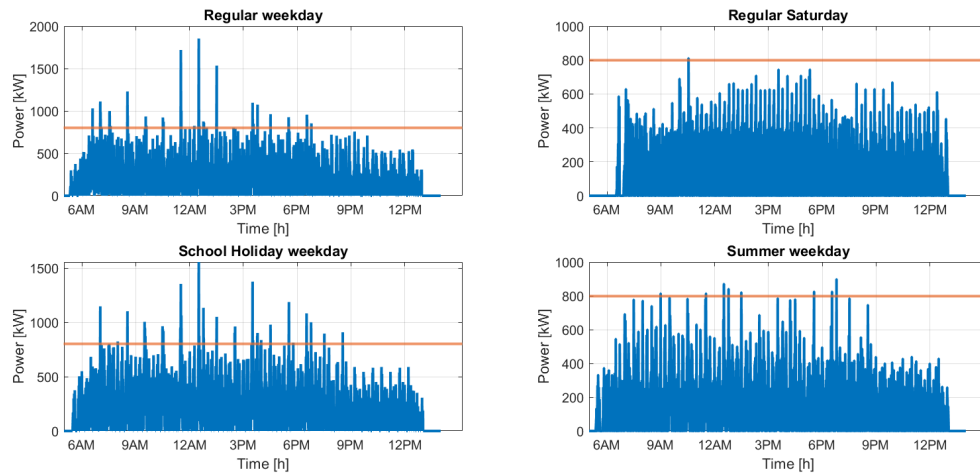 Regular weekday
2000
1500
1000
500
0
Power [kW]
6AM 9AM 12AM 3PM 6PM 9PM 12PM
Time [h]
Regular Saturday
1000
800
600
400
200
0
Power [kW]
6AM 9AM 12AM 3PM 6PM 9PM 12PM
Time [h]
School Holiday weekday
1500
1000
500
0
Power [kW]
6AM 9AM 12AM 3PM 6PM 9PM 12PM
Time [h]
Summer weekday
1000
800
600
400
200
0
Power [kW]
6AM 9AM 12AM 3PM 6PM 9PM 12PM
Time [h]